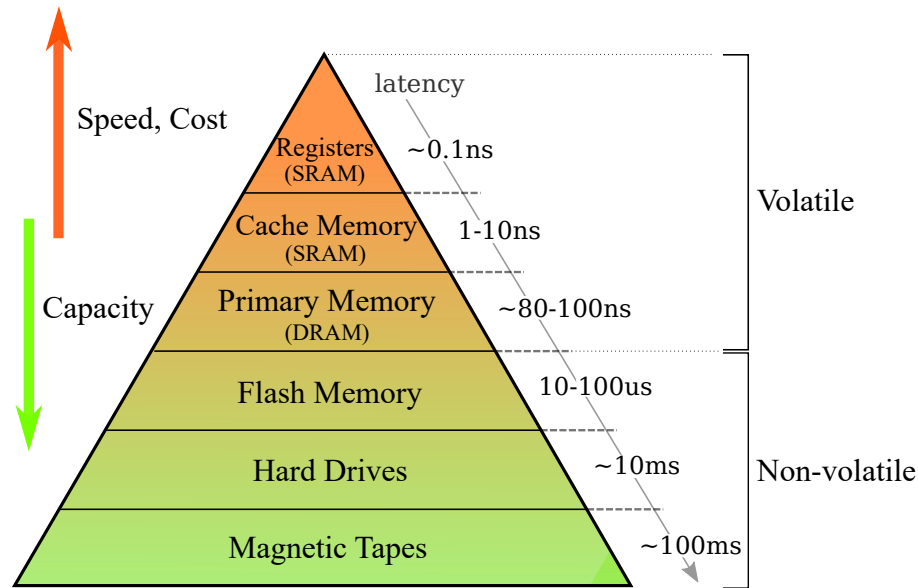 latency
Speed, Cost
Registers
(SRAM)
~0.1ns
Volatile
Cache Memory
(SRAM)
1-10ns
Capacity
Primary Memory
(DRAM)
~80-100ns
Flash Memory
10-100us
Hard Drives
~10ms
Non-volatile
Magnetic Tapes
~100ms